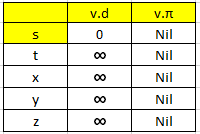 v.d v.π
s 0 Nil
t ∞ Nil
x ∞ Nil
y ∞ Nil
z ∞ Nil